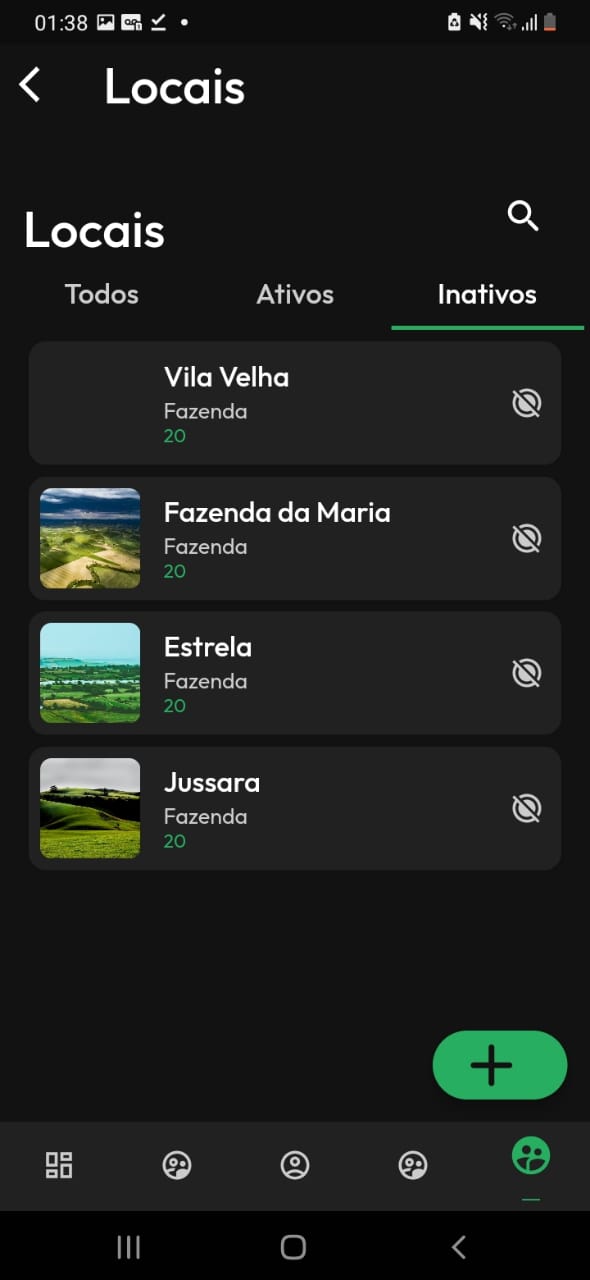 01:38
Locais
Locais
Todos Ativos Inativos
Vila Velha
Fazenda
20
Fazenda da Maria
Fazenda
20
Estrela
Fazenda
20
Jussara
Fazenda
20